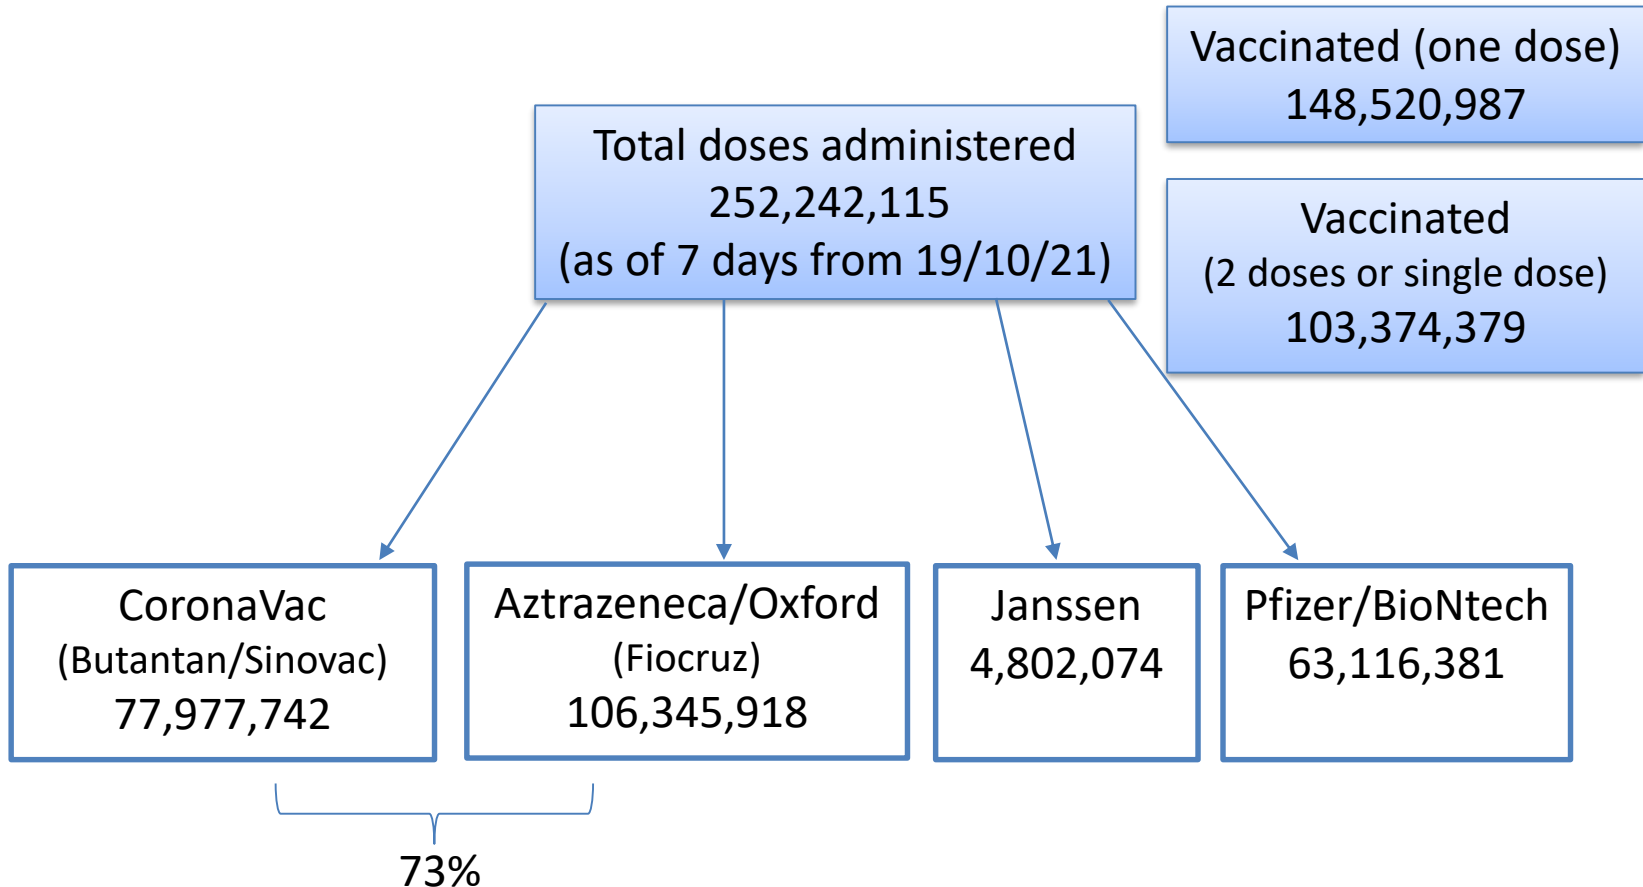 Vaccinated (one dose)
148,520,987
Total doses administered
252,242,115
(as of 7 days from 19/10/21)
Vaccinated
(2 doses or single dose)
103,374,379
CoronaVac
(Butantan/Sinovac)
77,977,742
Aztrazeneca/Oxford
(Fiocruz)
106,345,918
Janssen
4,802,074
Pfizer/BioNtech
63,116,381
73%